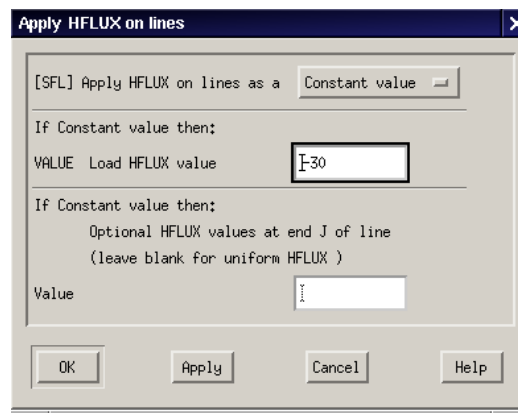 Apply HFLUX on lines
[SFL] Apply HFLUX on lines as a Constant value
If Constant value then:
VALUE Load HFLUX value -30
If Constant value then:
Optional HFLUX values at end J of line
(leave blank for uniform HFLUX )
Value
OK Apply Cancel Help